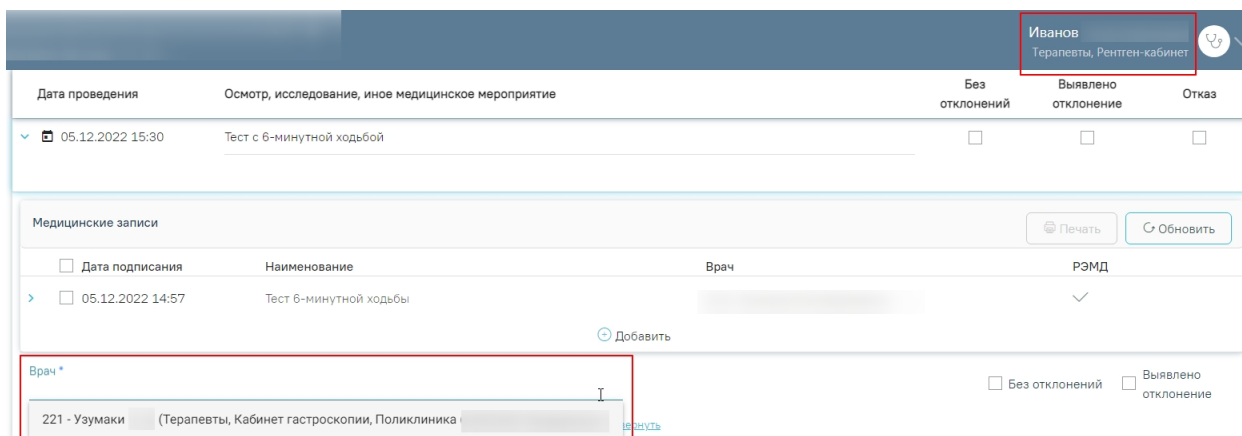 Иванов
Терапевты, Рентген-кабинет
Дата проведения Осмотр, исследование, иное медицинское мероприятие Без отклонений Выявлено отклонение Отказ
05.12.2022 15:30 Тест с 6-минутной ходьбой
Медицинские записи Печать Обновить
Дата подписания Наименование Врач РЭМД
05.12.2022 14:57 Тест 6-минутной ходьбы
Добавить
Врач *
Без отклонений Выявлено отклонение
221 - Узумаки (Терапевты, Кабинет гастроскопии, Поликлиника